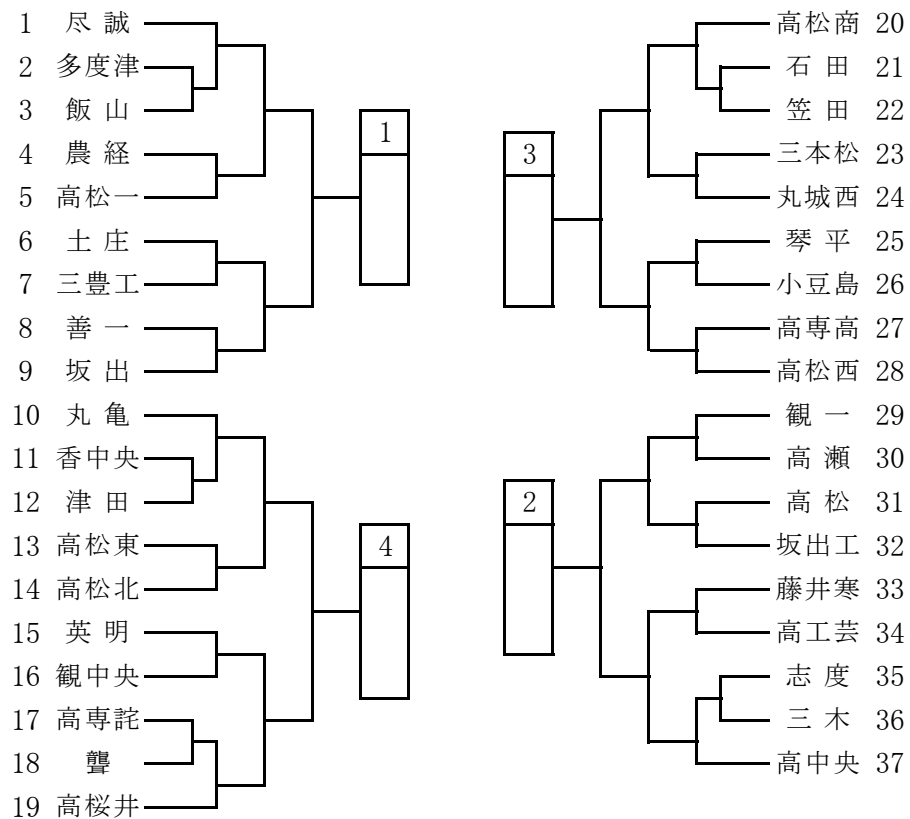 1 尽 誠
2 多度津
3 飯 山
4 農 経
5 高松一
6 土 庄
7 三豊工
8 善 一
9 坂 出
10 丸 亀
11 香中央
12 津 田
13 高松東
14 高松北
15 英 明
16 観中央
17 高専詫
18 聾
19 高桜井
1
4
3
2
高松商 20
石 田 21
笠 田 22
三本松 23
丸城西 24
琴 平 25
小豆島 26
高専高 27
高松西 28
観 一 29
高 瀬 30
高 松 31
坂出工 32
藤井寒 33
高工芸 34
志 度 35
三 木 36
高中央 37